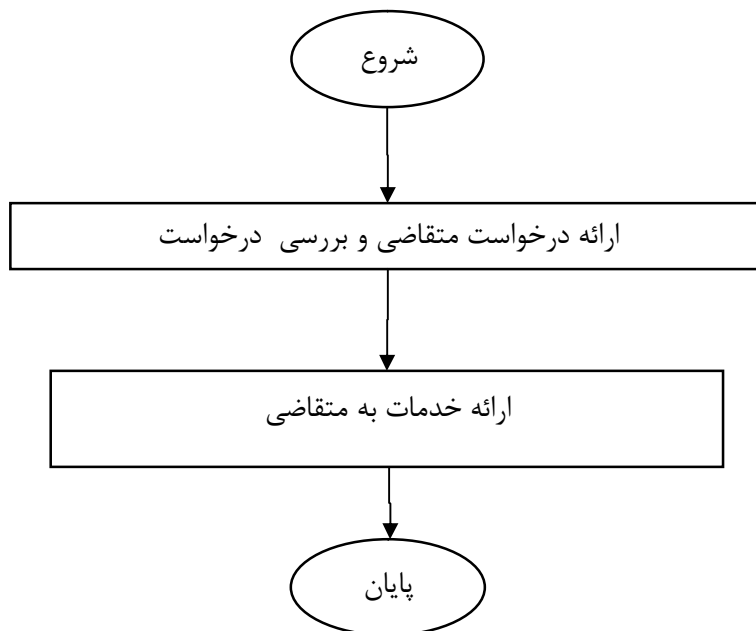 شروع
ارائه درخواست متقاضی و بررسی درخواست
ارائه خدمات به متقاضی
پایان